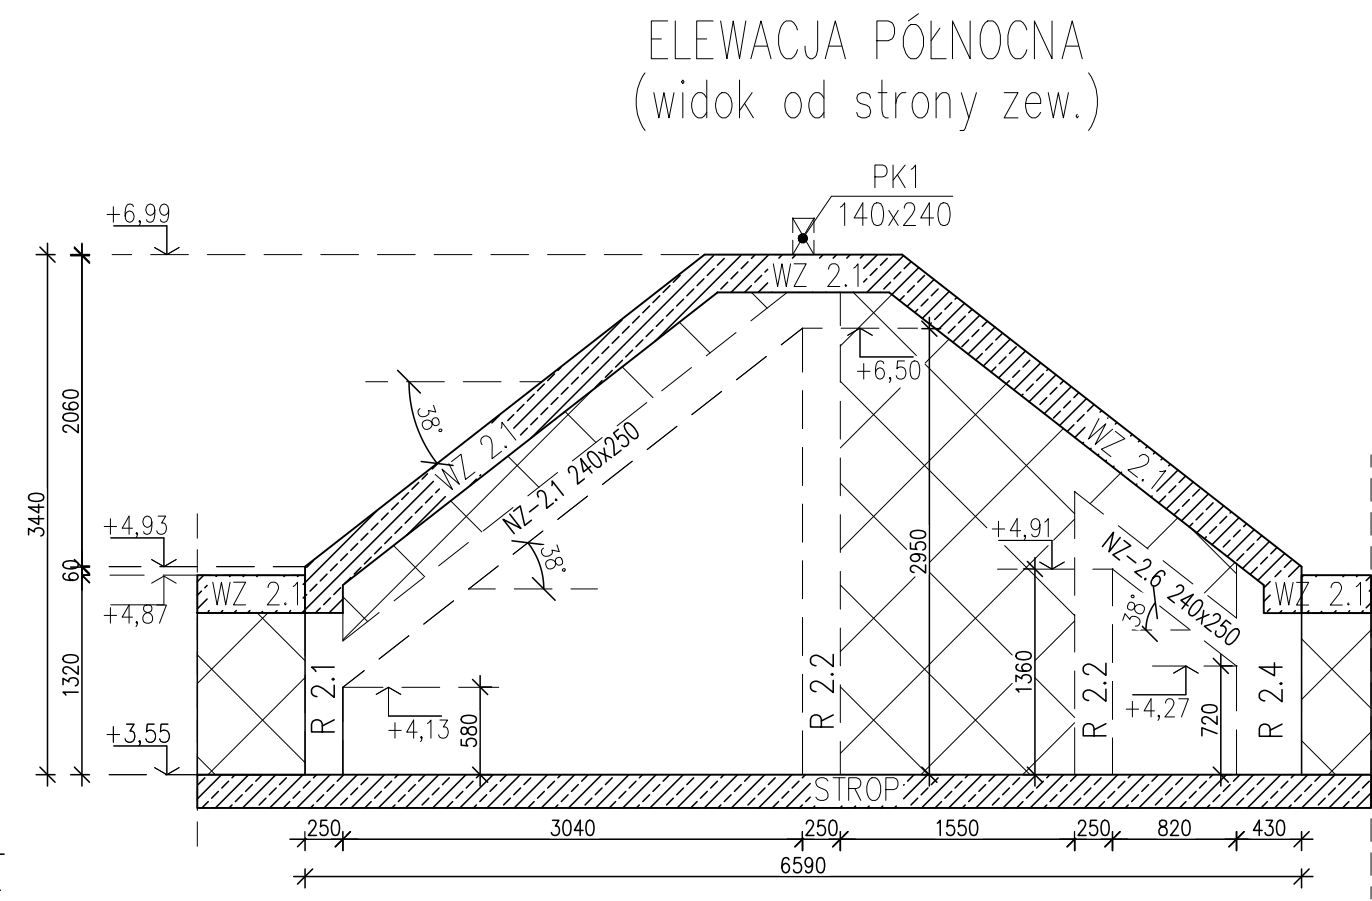 ELEWACJA PÓŁNOCNA
(widok od strony zew.)
PK1
140x240
+6,99
WZ 2.1
+6,50
2060
38°
WZ 2.1
NZ-2.1 240x250
WZ 2.1
3440
+4,93
+4,91
2950
NZ-2.6 240x250
38°
60
WZ 2.1
+4,87
38°
WZ 2.1
1320
R 2.1
R 2.2
1360
R 2.2
R 2.4
+4,13
580
+4,27
720
+3,55
STROP
250
3040
250
1550
250
820
430
6590